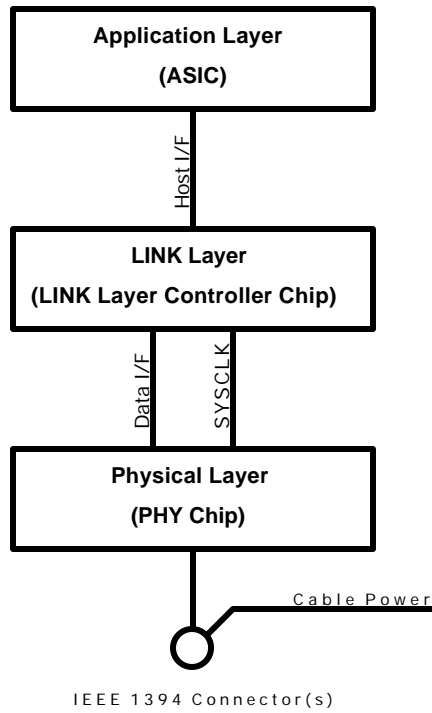 Application Layer
(ASIC)
Host I/F
LINK Layer
(LINK Layer Controller Chip)
Data I/F
SYSCLK
Physical Layer
(PHY Chip)
Cable Power
IEEE 1394 Connector(s)